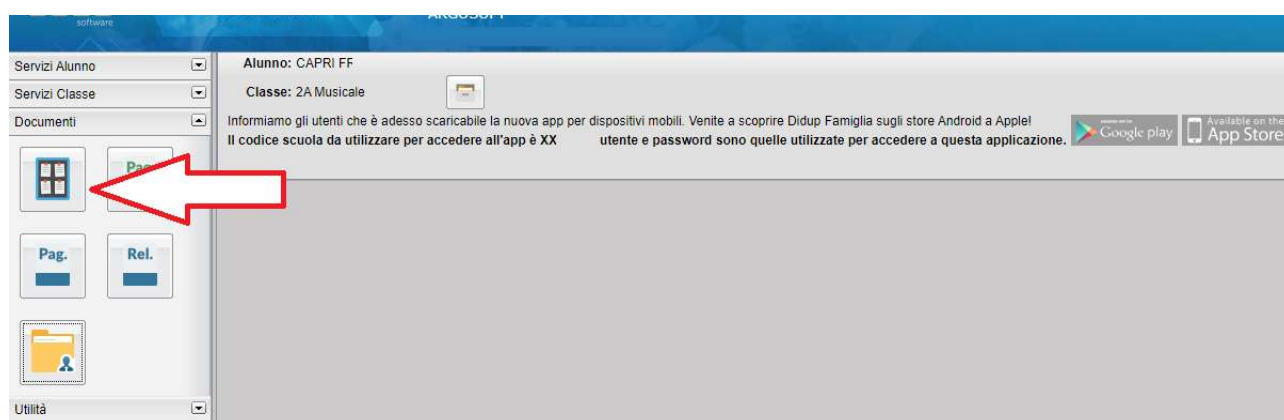 software
ARGOSOFT
Servizi Alunno
Servizi Classe
Documenti
Pag.
Rel.
Utilità
Alunno: CAPRI FF
Classe: 2A Musicale
Informiamo gli utenti che è adesso scaricabile la nuova app per dispositivi mobili. Venite a scoprire Didup Famiglia sugli store Android a Apple!
Il codice scuola da utilizzare per accedere all'app è XX utente e password sono quelle utilizzate per accedere a questa applicazione.
Google play
Available on the
App Store